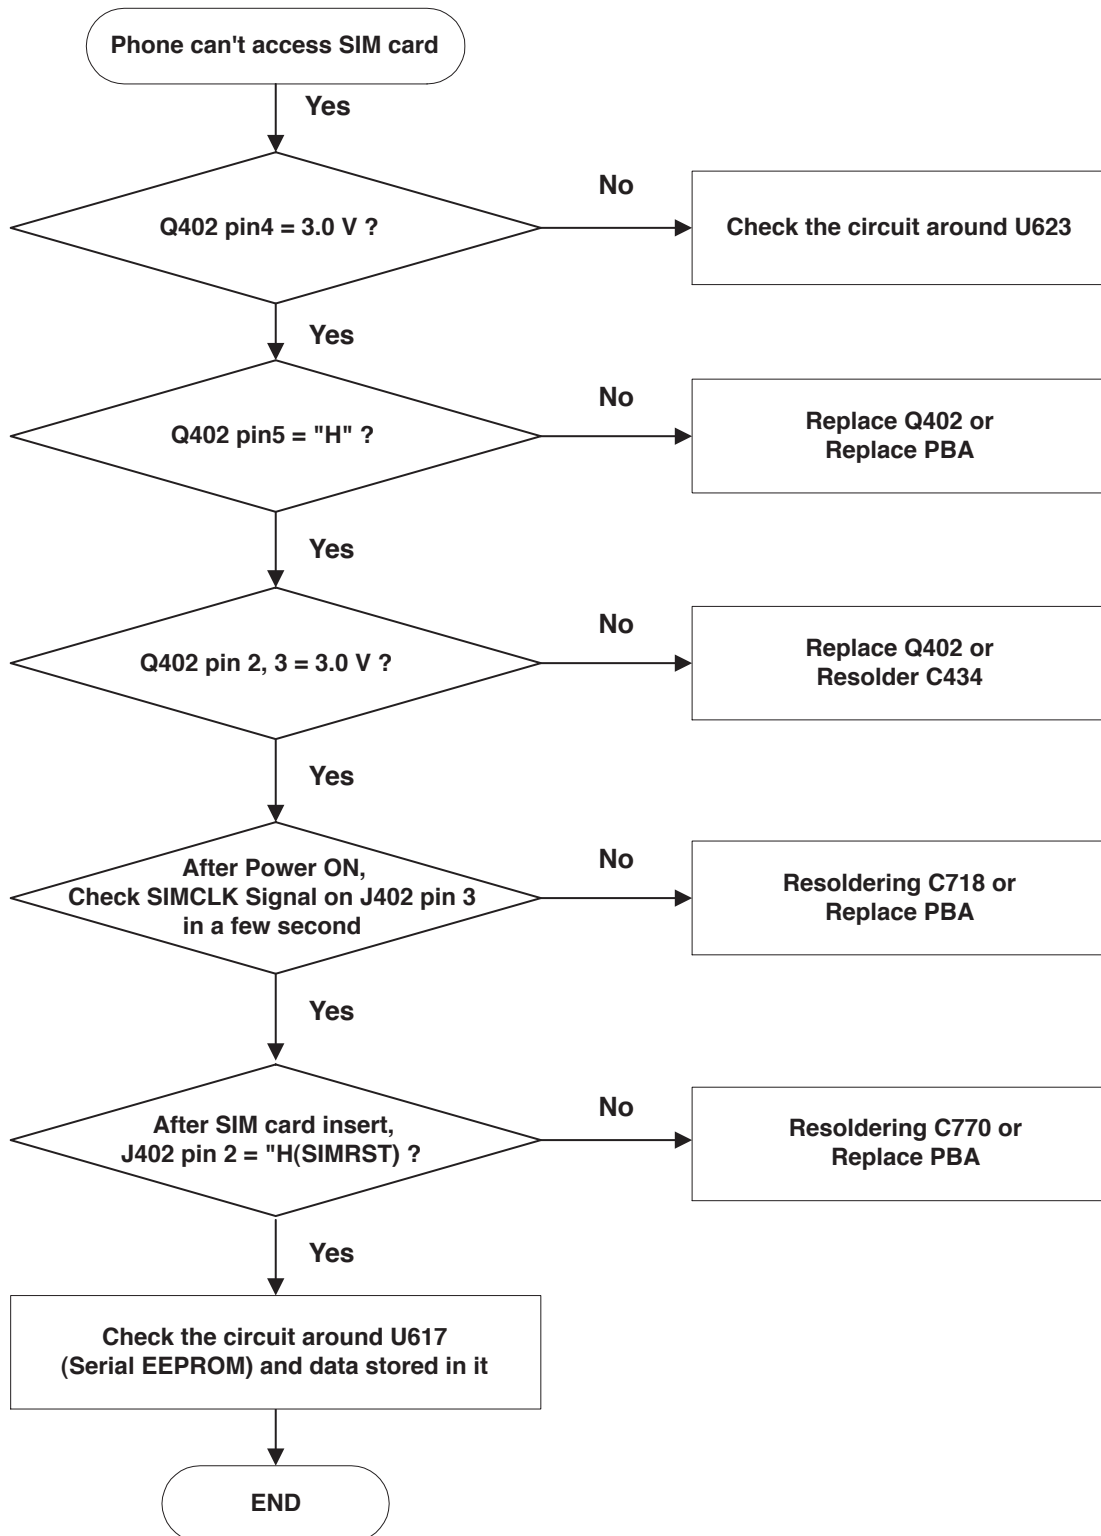 Phone can't access SIM card
Yes
Q402 pin4 = 3.0 V ?
No
Check the circuit around U623
Yes
Q402 pin5 = "H" ?
No
Replace Q402 or
Replace PBA
Yes
Q402 pin 2, 3 = 3.0 V ?
No
Replace Q402 or
Resolder C434
Yes
After Power ON,
Check SIMCLK Signal on J402 pin 3
in a few second
No
Resoldering C718 or
Replace PBA
Yes
After SIM card insert,
J402 pin 2 = "H(SIMRST) ?
No
Resoldering C770 or
Replace PBA
Yes
Check the circuit around U617
(Serial EEPROM) and data stored in it
END